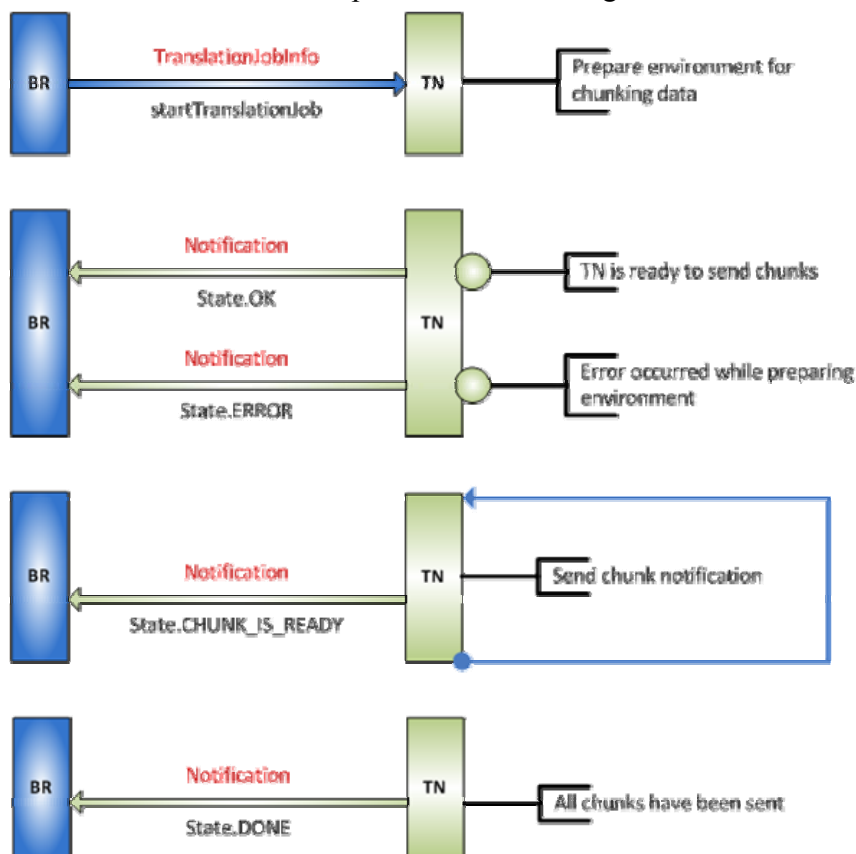 TranslationJobInfo
BR
TN
Prepare environment for
chunking data
startTranslationJob
Notification
State.OK
TN is ready to send chunks
BR
TN
Notification
State.ERROR
Error occurred while preparing
environment
BR
Notification
TN
Send chunk notification
State.CHUNK_IS_READY
BR
Notification
TN
All chunks have been sent
State.DONE